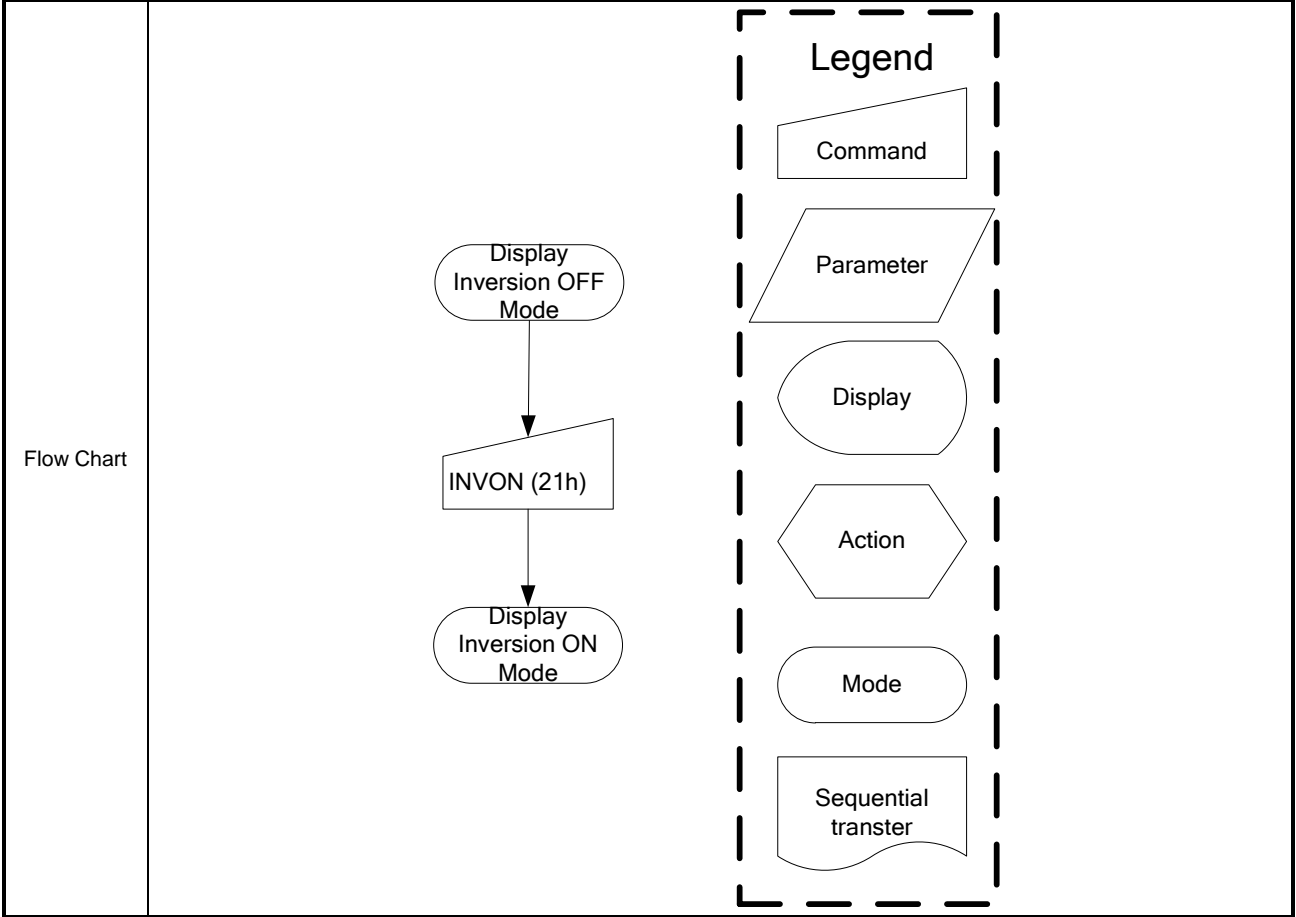 Flow Chart
Display
Inversion OFF
Mode
INVON (21h)
Display
Inversion ON
Mode
Legend
Command
Parameter
Display
Action
Mode
Sequential
transter